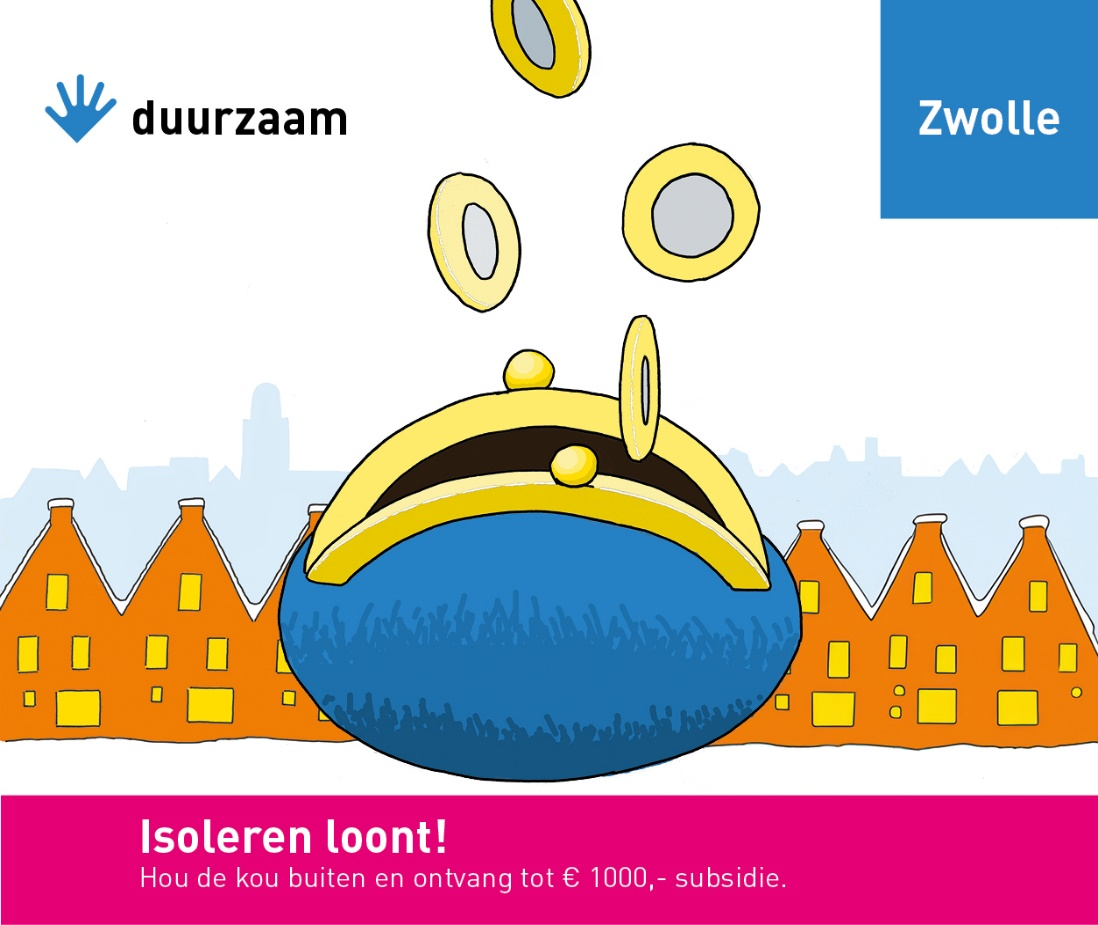 duurzaam
Zwolle
Isoleren loont!
Hou de kou buiten en ontvang tot € 1000,- subsidie.